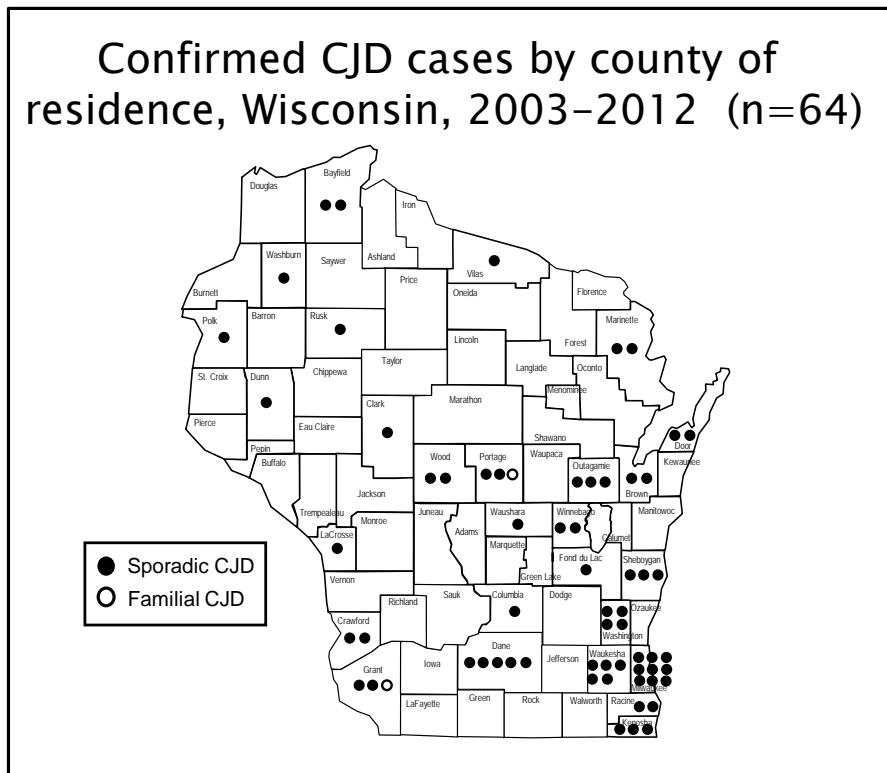 Confirmed CJD cases by county of
residence, Wisconsin, 2003–2012 (n=64)
Douglas
Bayfield
Iron
Ashland
Washburn
Saywer
Vilas
Burnett
Price
Oneida
Florence
Polk
Barron
Rusk
Marinette
Forest
Lincoln
Taylor
Langlade
Oconto
St. Croix
Dunn
Chippewa
Menominee
Clark
Marathon
Pierce
Eau Claire
Shawano
Door
Pepin
Wood
Portage
Waupaca
Buffalo
Outagamie
Kewaunee
Brown
Jackson
Trempealeau
Juneau
Waushara
Winnebago
Manitowoc
Monroe
Adams
LaCrosse
Calumet
Marquette
Fond du Lac
Sheboygan
Green Lake
Vernon
Sporadic CJD
Familial CJD
Richland
Sauk
Columbia
Dodge
Ozaukee
Crawford
Washington
Dane
Waukesha
Grant
Iowa
Jefferson
Milwaukee
LaFayette
Green
Rock
Walworth
Racine
Kenosha